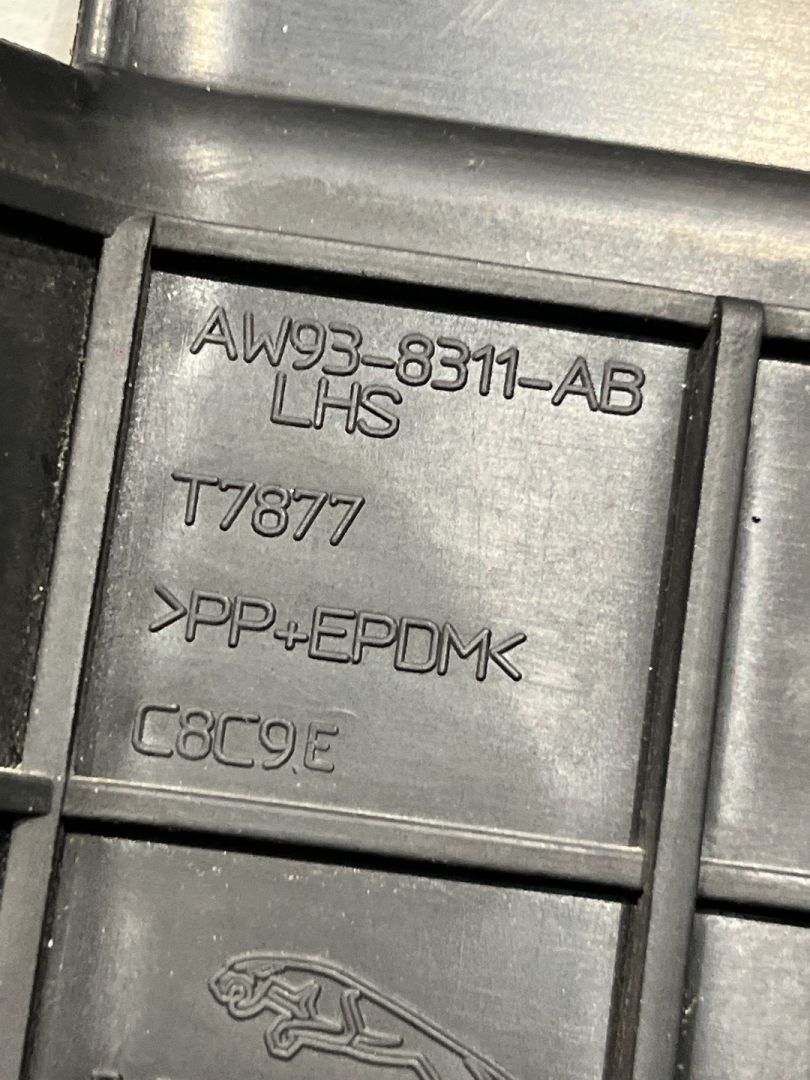 AW93-8311-AB
LHS
T7877
>PP+EPDM<
C8C9E